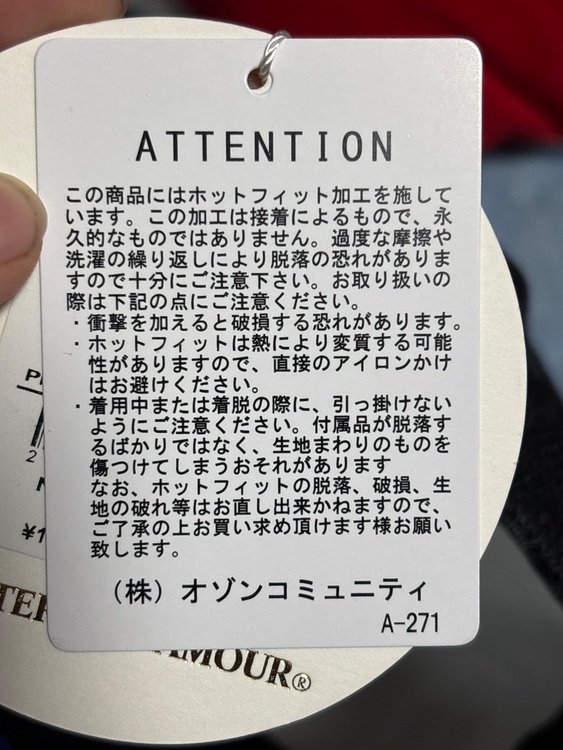 ATTENTION
この商品にはホットフィット加工を施して
います。この加工は接着によるもので、永
久的なものではありません。過度な摩擦や
洗濯の繰り返しにより脱落の恐れがありま
すので十分にご注意下さい。お取り扱いの
際は下記の点にご注意ください。
・衝撃を加えると破損する恐れがあります。
・ホットフィットは熱により変質する可能
性がありますので、直接のアイロンかけ
はお避けください。
・着用中または着脱の際に、引っ掛けない
ようにご注意ください。付属品が脱落す
るばかりではなく、生地まわりのものを
傷つけてしまうおそれがあります
なお、ホットフィットの脱落、破損、生
地の破れ等はお直し出来かねますので、
ご了承の上お買い求め頂けます様お願い
致します。
(株)オゾンコミュニティ
A-271
P
2
¥1
TER
AMOUR®